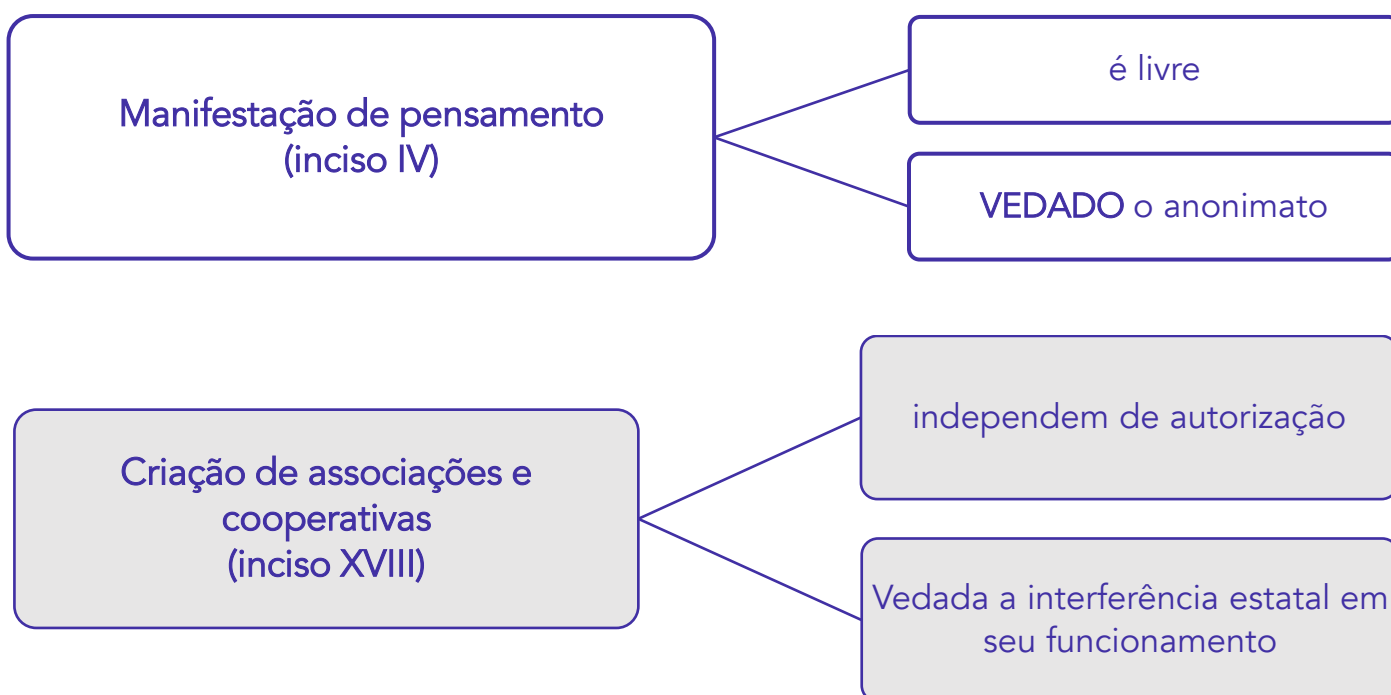 Manifestação de pensamento
(inciso IV)
é livre
VEDADO o anonimato
Criação de associações e
cooperativas
(inciso XVIII)
independem de autorização
Vedada a interferência estatal em
seu funcionamento